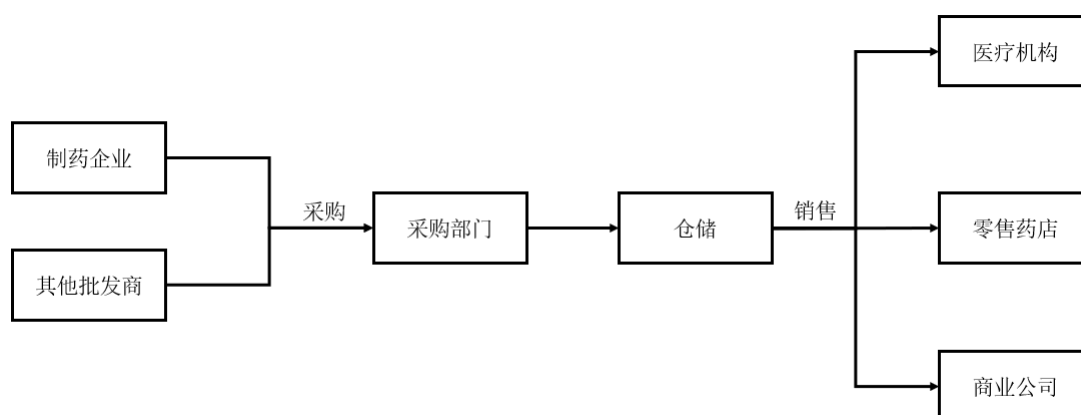 医疗机构
制药企业
采购
采购部门
仓储
销售
零售药店
其他批发商
商业公司